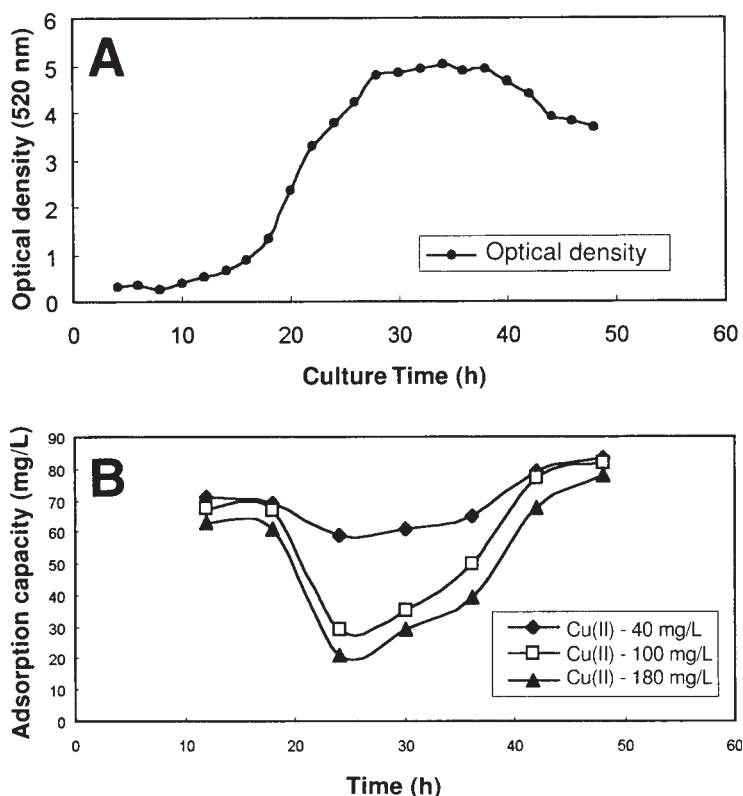 A
Optical density (520 nm)
6
5
4
3
2
1
0
Optical density
0 10 20 30 40 50 60
Culture Time (h)
B
Adsorption capacity (mg/L)
90
80
70
60
50
40
30
20
10
0
Cu(II) - 40 mg/L
Cu(II) - 100 mg/L
Cu(II) - 180 mg/L
0 10 20 30 40 50 60
Time (h)